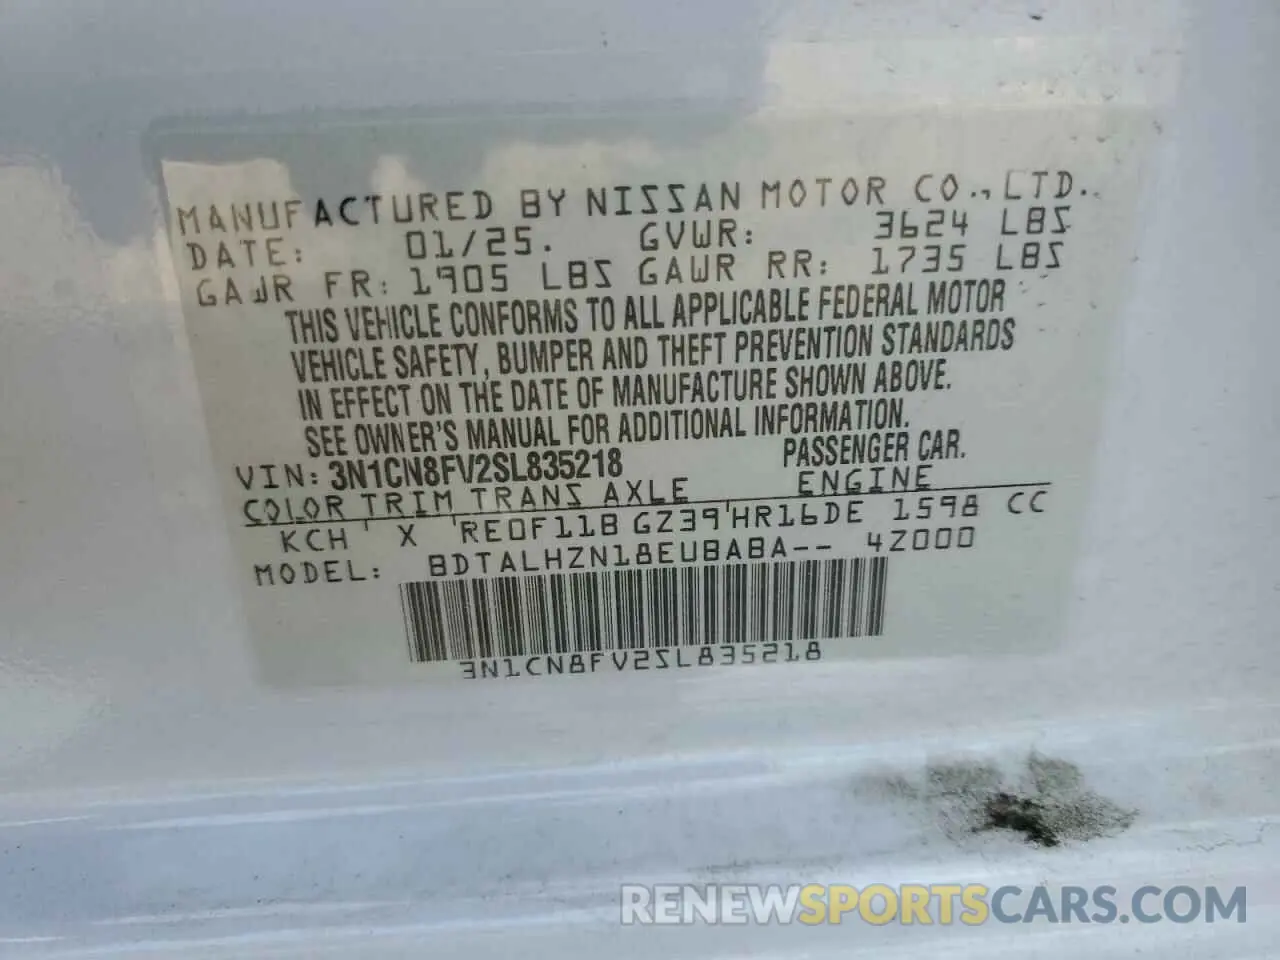 MANUFACTURED BY NISSAN MOTOR CO., LTD.
DATE: 01/25. GVWR: 3624 LBS
GAWR FR: 1905 LBS GAWR RR: 1735 LBS
THIS VEHICLE CONFORMS TO ALL APPLICABLE FEDERAL MOTOR
VEHICLE SAFETY, BUMPER AND THEFT PREVENTION STANDARDS
IN EFFECT ON THE DATE OF MANUFACTURE SHOWN ABOVE.
SEE OWNER'S MANUAL FOR ADDITIONAL INFORMATION.
VIN: 3N1CN8FV2SL835218 PASSENGER CAR.
COLOR TRIM TRANS AXLE ENGINE
KCH X RE0F11B GZ39 HR16DE 1598 CC
MODEL: BDTALHZN18EUBABA-- 4Z000
3N1CN8FV2SL835218
RENEWSPORTSCARS.COM